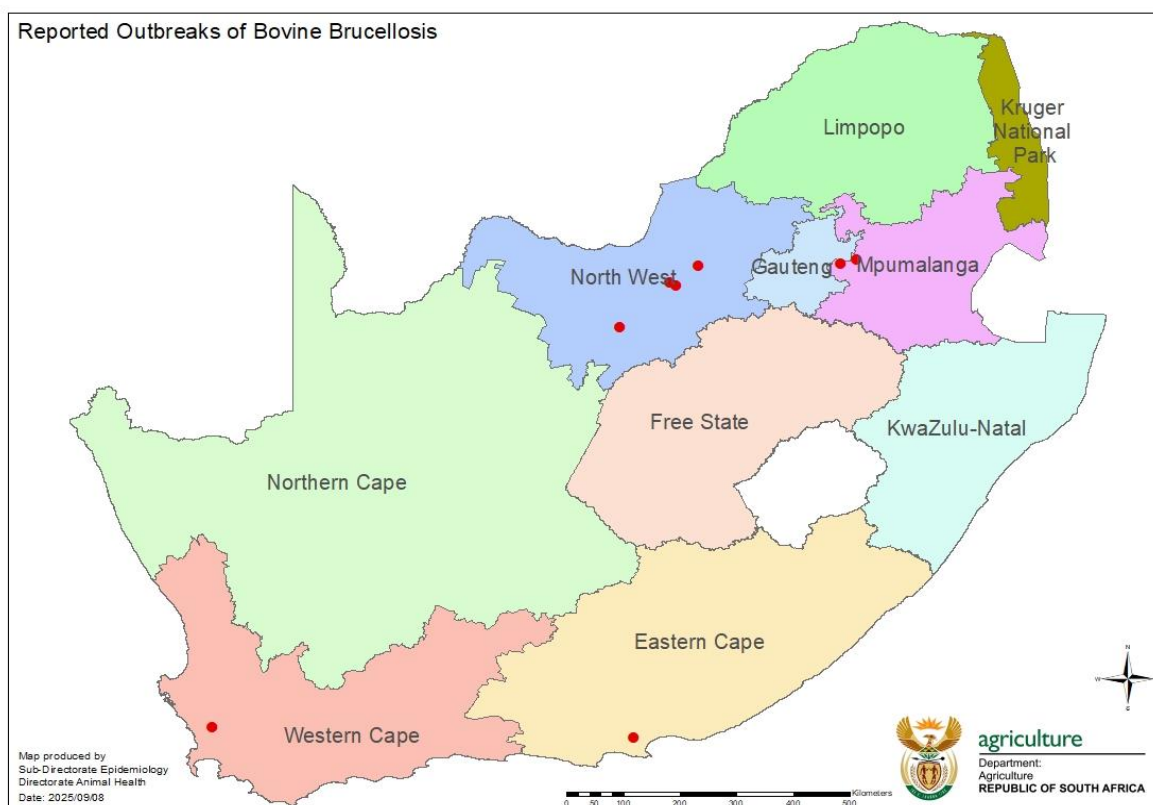 Reported Outbreaks of Bovine Brucellosis
Limpopo
Kruger
National
Park
North West
Gauteng
Mpumalanga
Free State
KwaZulu-Natal
Northern Cape
Eastern Cape
Western Cape
N
W
E
S
Map produced by
Sub-Directorate Epidemiology
Directorate Animal Health
Date: 2025/09/08
0 50 100 200 300 400 500
Kilometers
agriculture
Department:
Agriculture
REPUBLIC OF SOUTH AFRICA